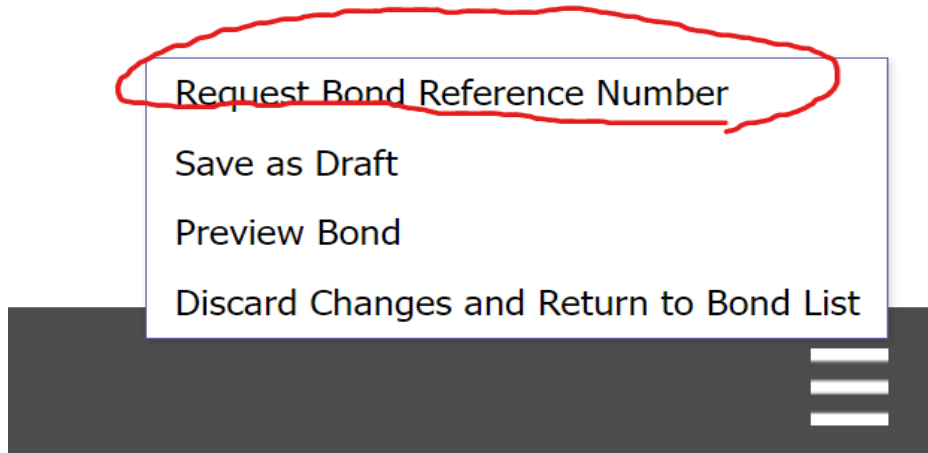 Request Bond Reference Number
Save as Draft
Preview Bond
Discard Changes and Return to Bond List